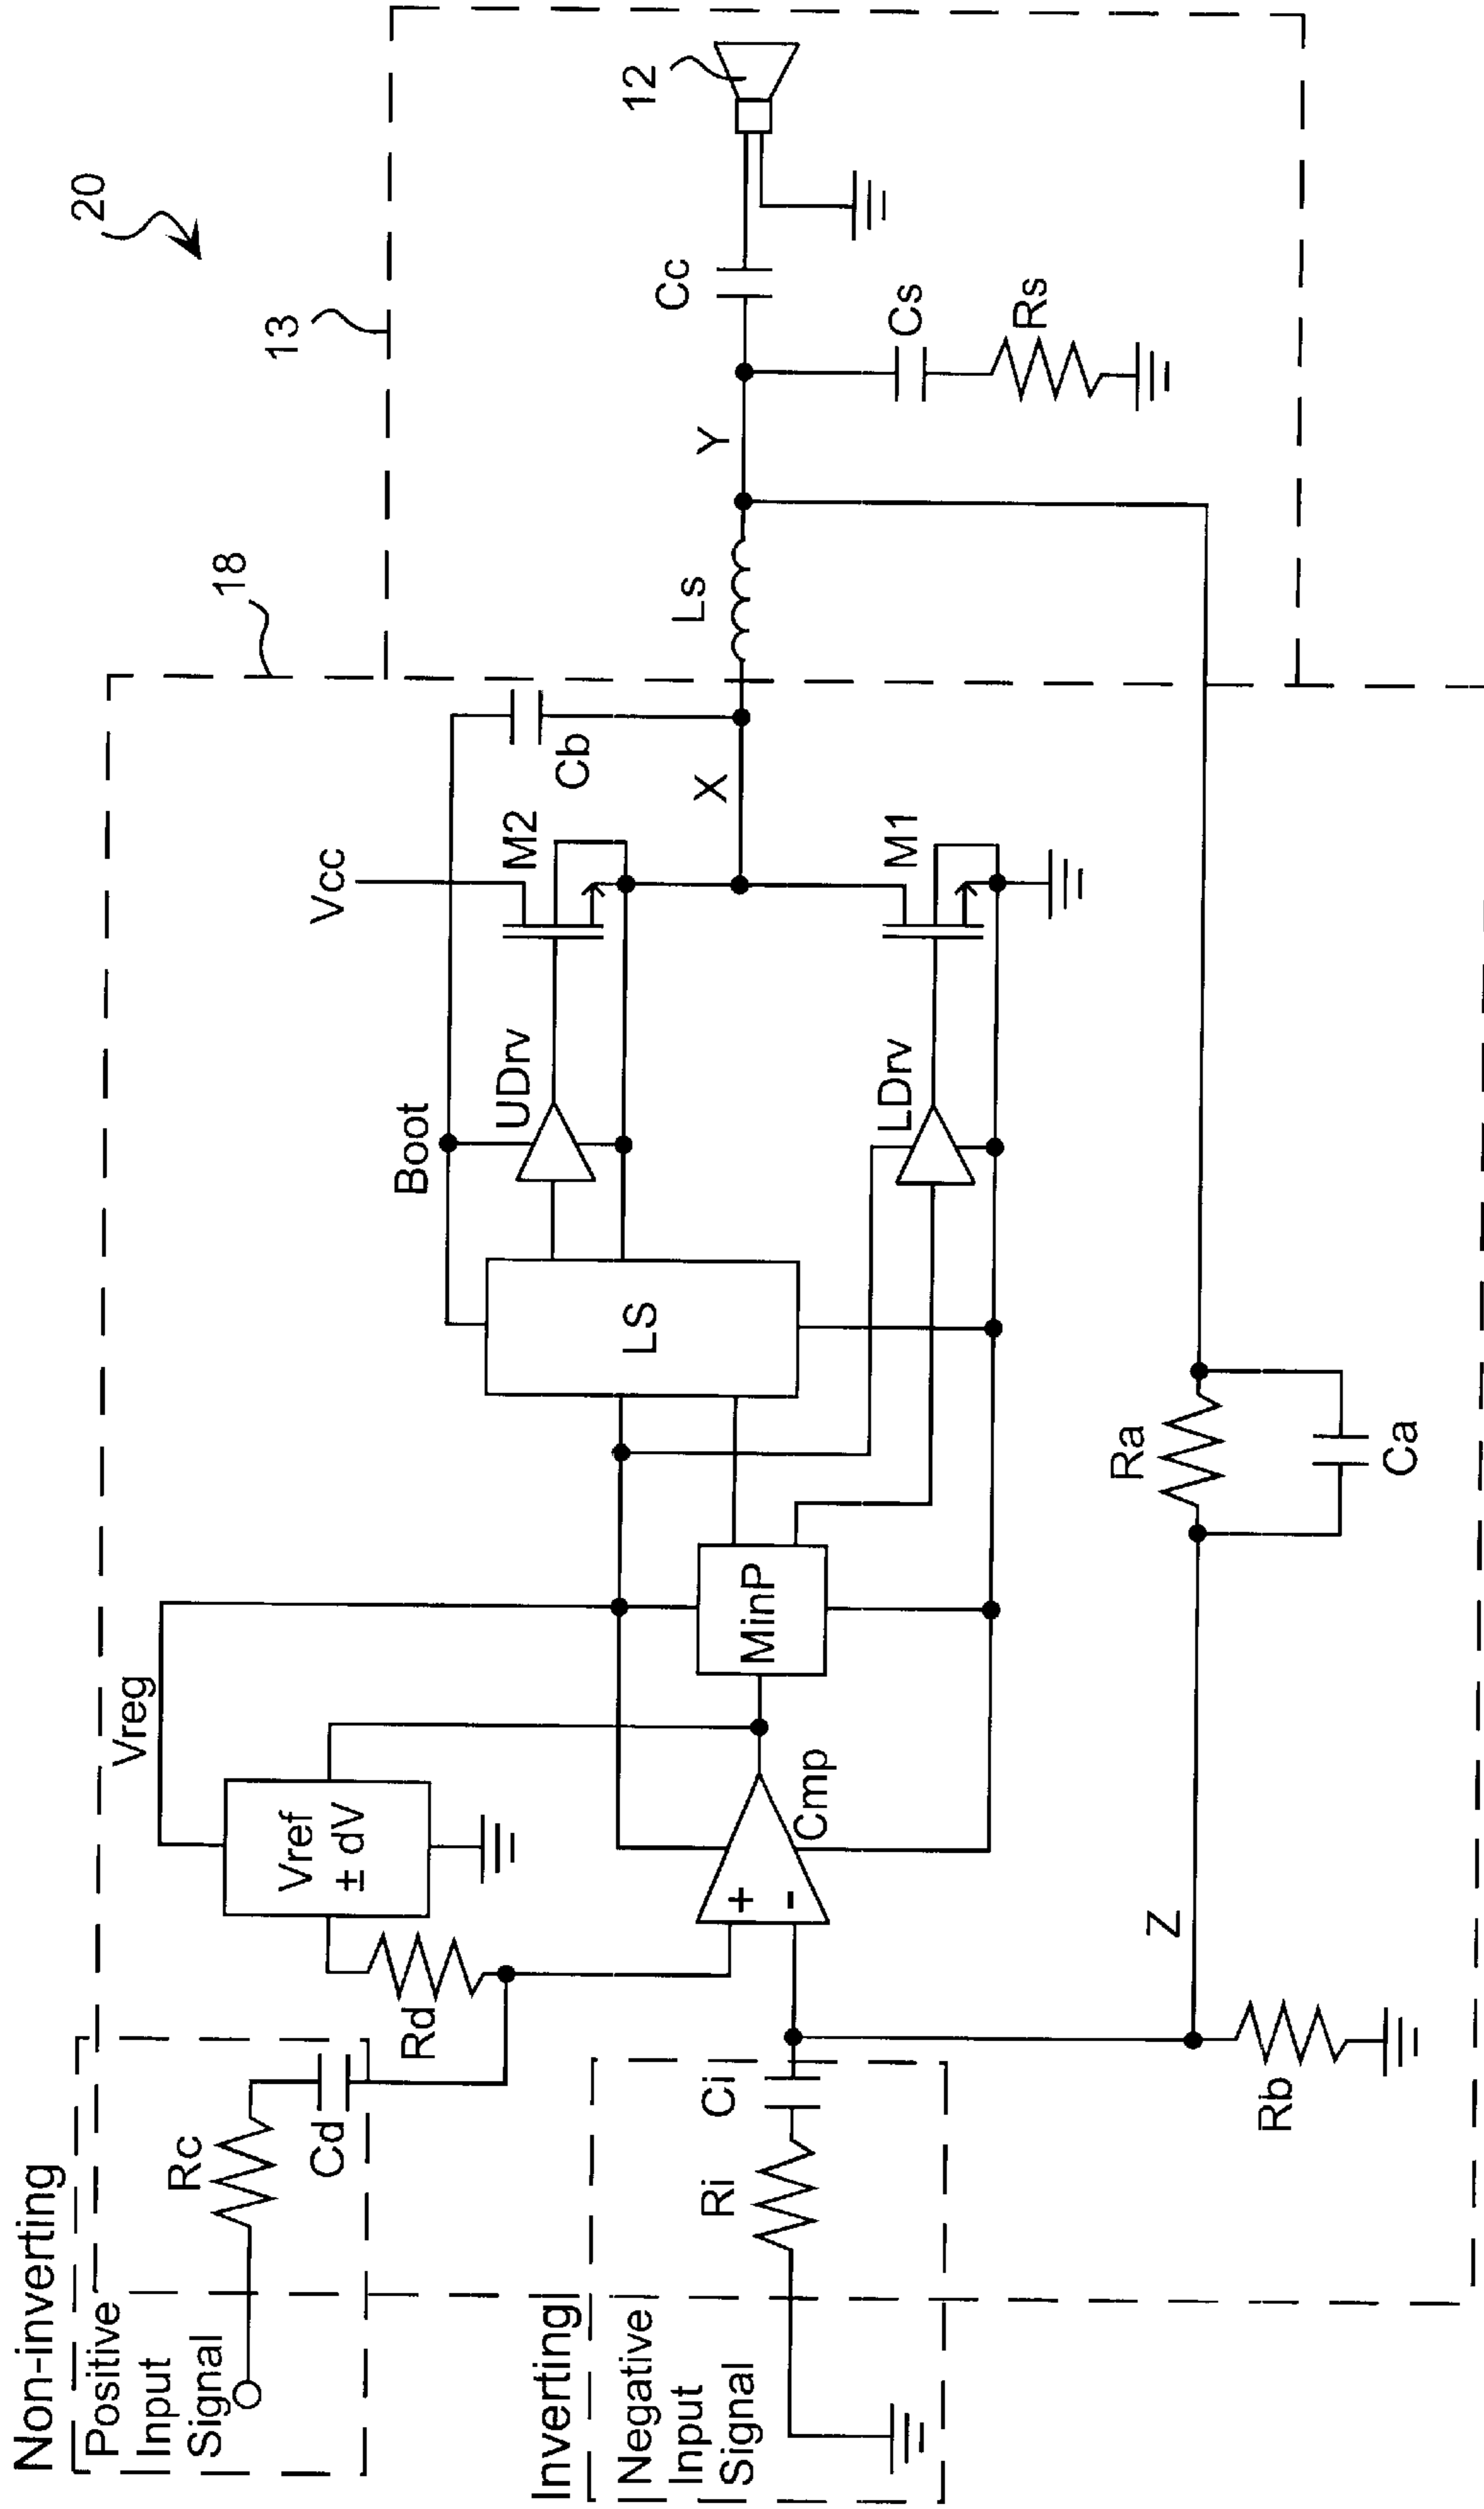 20
13
18
12
Non-inverting
Positive
Input
Signal
Rc
Cd
Rd
Vref
± dV
Vreg
Boot
Vcc
UDrv
M2
Cb
LS
X
Ls
Y
Cc
Cs
Rs
Inverting
Negative
Input
Signal
Ri
Ci
+
-
Cmp
MinP
LDrv
M1
Z
Rb
Ra
Ca